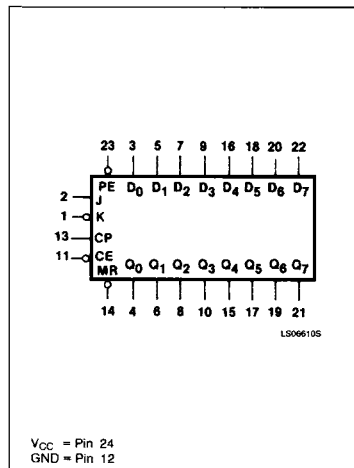 23 3 5 7 9 16 18 20 22
PE D0 D1 D2 D3 D4 D5 D6 D7
2 J
1 K
13 CP
11 CE
MR Q0 Q1 Q2 Q3 Q4 Q5 Q6 Q7
14 4 6 8 10 15 17 19 21
LS06610S
VCC = Pin 24
GND = Pin 12